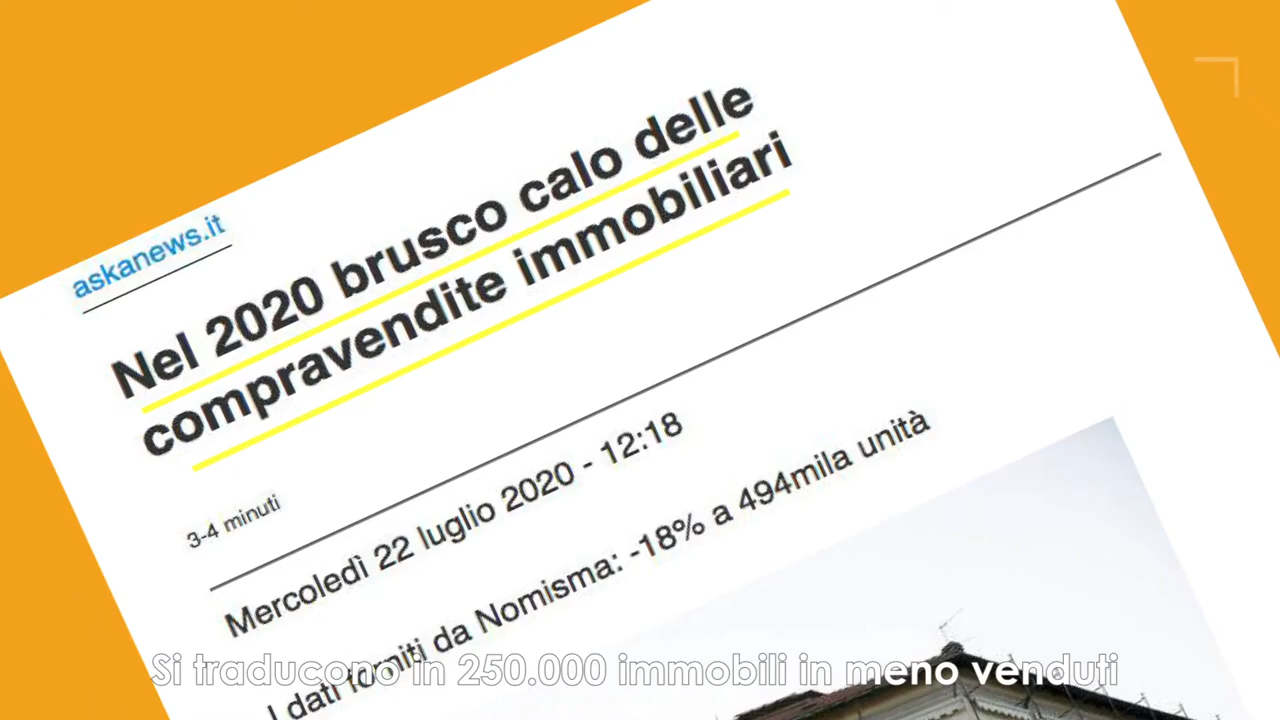 askanews.it
Nel 2020 brusco calo delle
compravendite immobiliari
3-4 minuti
Mercoledì 22 luglio 2020 - 12:18
I dati forniti da Nomisma: -18% a 494mila unità
Si traducono in 250.000 immobili in meno venduti